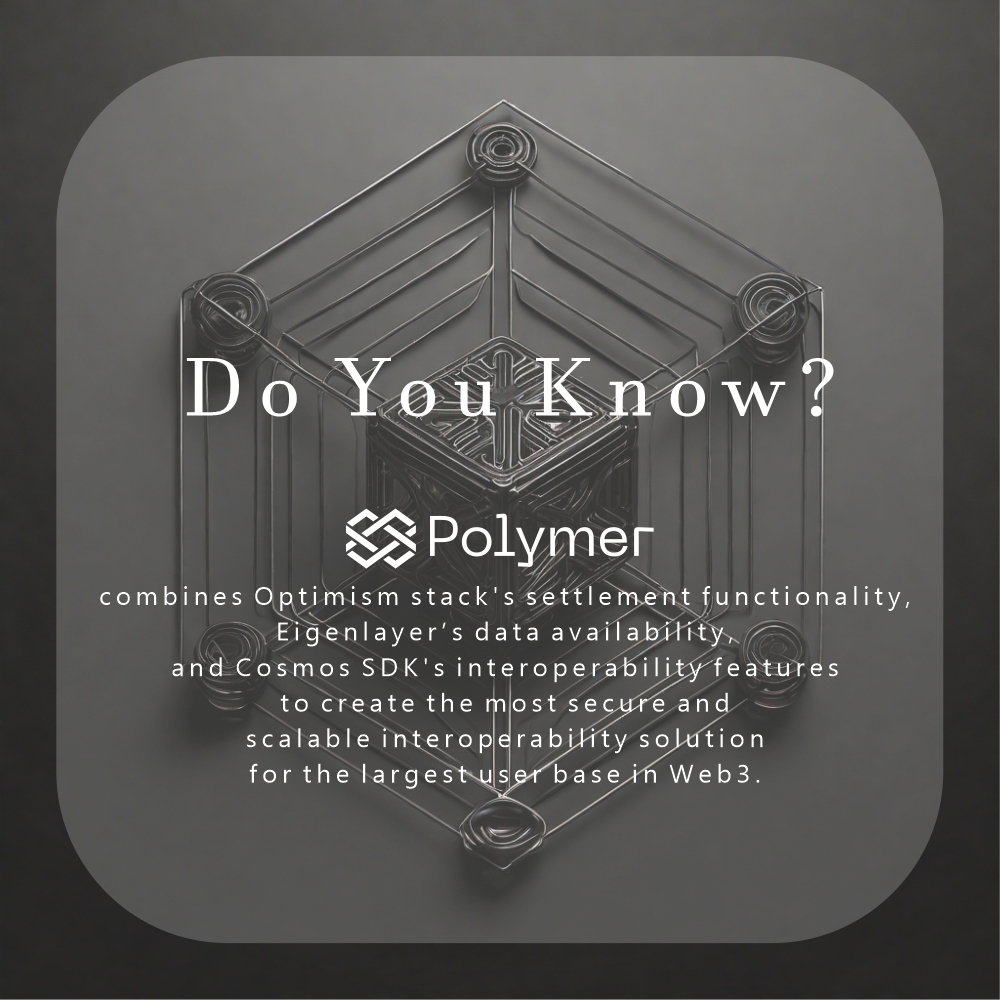 Do You Know?
Polymer
combines Optimism stack's settlement functionality,
Eigenlayer’s data availability,
and Cosmos SDK's interoperability features
to create the most secure and
scalable interoperability solution
for the largest user base in Web3.